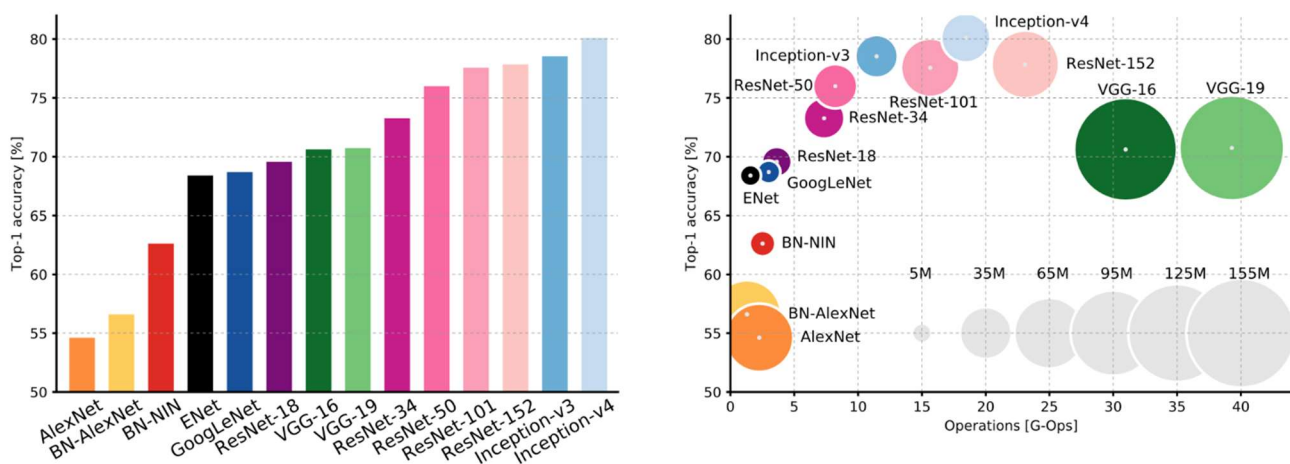 80
75
70
65
60
55
50
Top-1 accuracy [%]
AlexNet
BN-AlexNet
BN-NIN
ENet
GoogLeNet
ResNet-18
VGG-16
VGG-19
ResNet-34
ResNet-50
ResNet-101
ResNet-152
Inception-v3
Inception-v4
80
75
70
65
60
55
50
Top-1 accuracy [%]
Inception-v4
Inception-v3
ResNet-152
ResNet-50
VGG-16
VGG-19
ResNet-101
ResNet-34
ResNet-18
GoogLeNet
ENet
BN-NIN
5M 35M 65M 95M 125M 155M
BN-AlexNet
AlexNet
0 5 10 15 20 25 30 35 40
Operations [G-Ops]